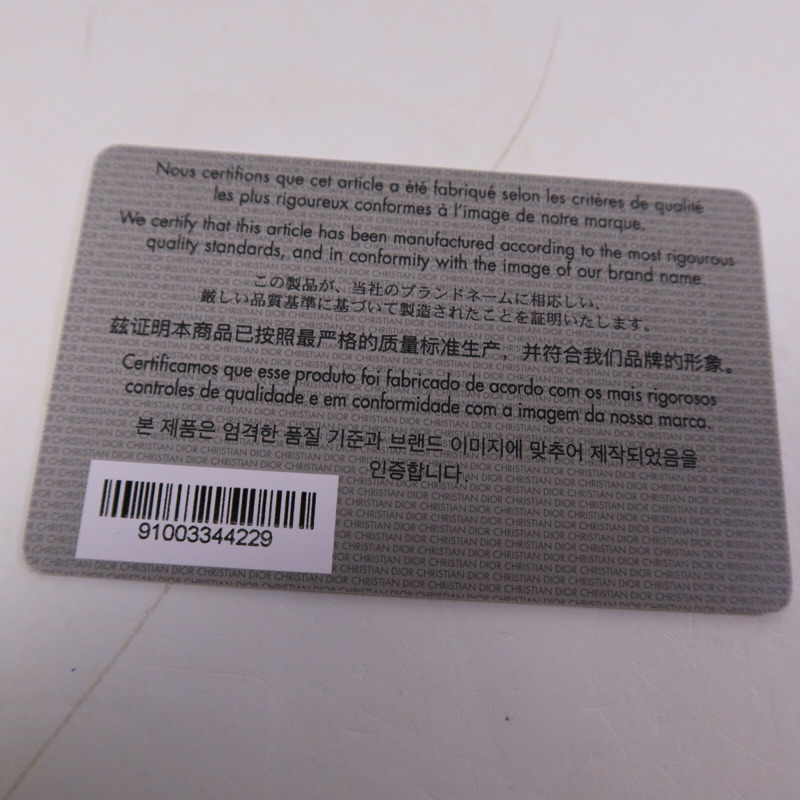 Nous certifions que cet article a été fabriqué selon les critères de qualité
les plus rigoureux conformes à l'image de notre marque.
We certify that this article has been manufactured according to the most rigourous
quality standards, and in conformity with the image of our brand name.
この製品が、当社のブランドネームに相応しい、
厳しい品質基準に基づいて製造されたことを証明いたします。
兹证明本商品已按照最严格的质量标准生产，并符合我们品牌的形象。
Certificamos que esse produto foi fabricado de acordo com os mais rigorosos
controles de qualidade e em conformidade com a imagem da nossa marca.
본 제품은 엄격한 품질 기준과 브랜드 이미지에 맞추어 제작되었음을
인증합니다.
91003344229